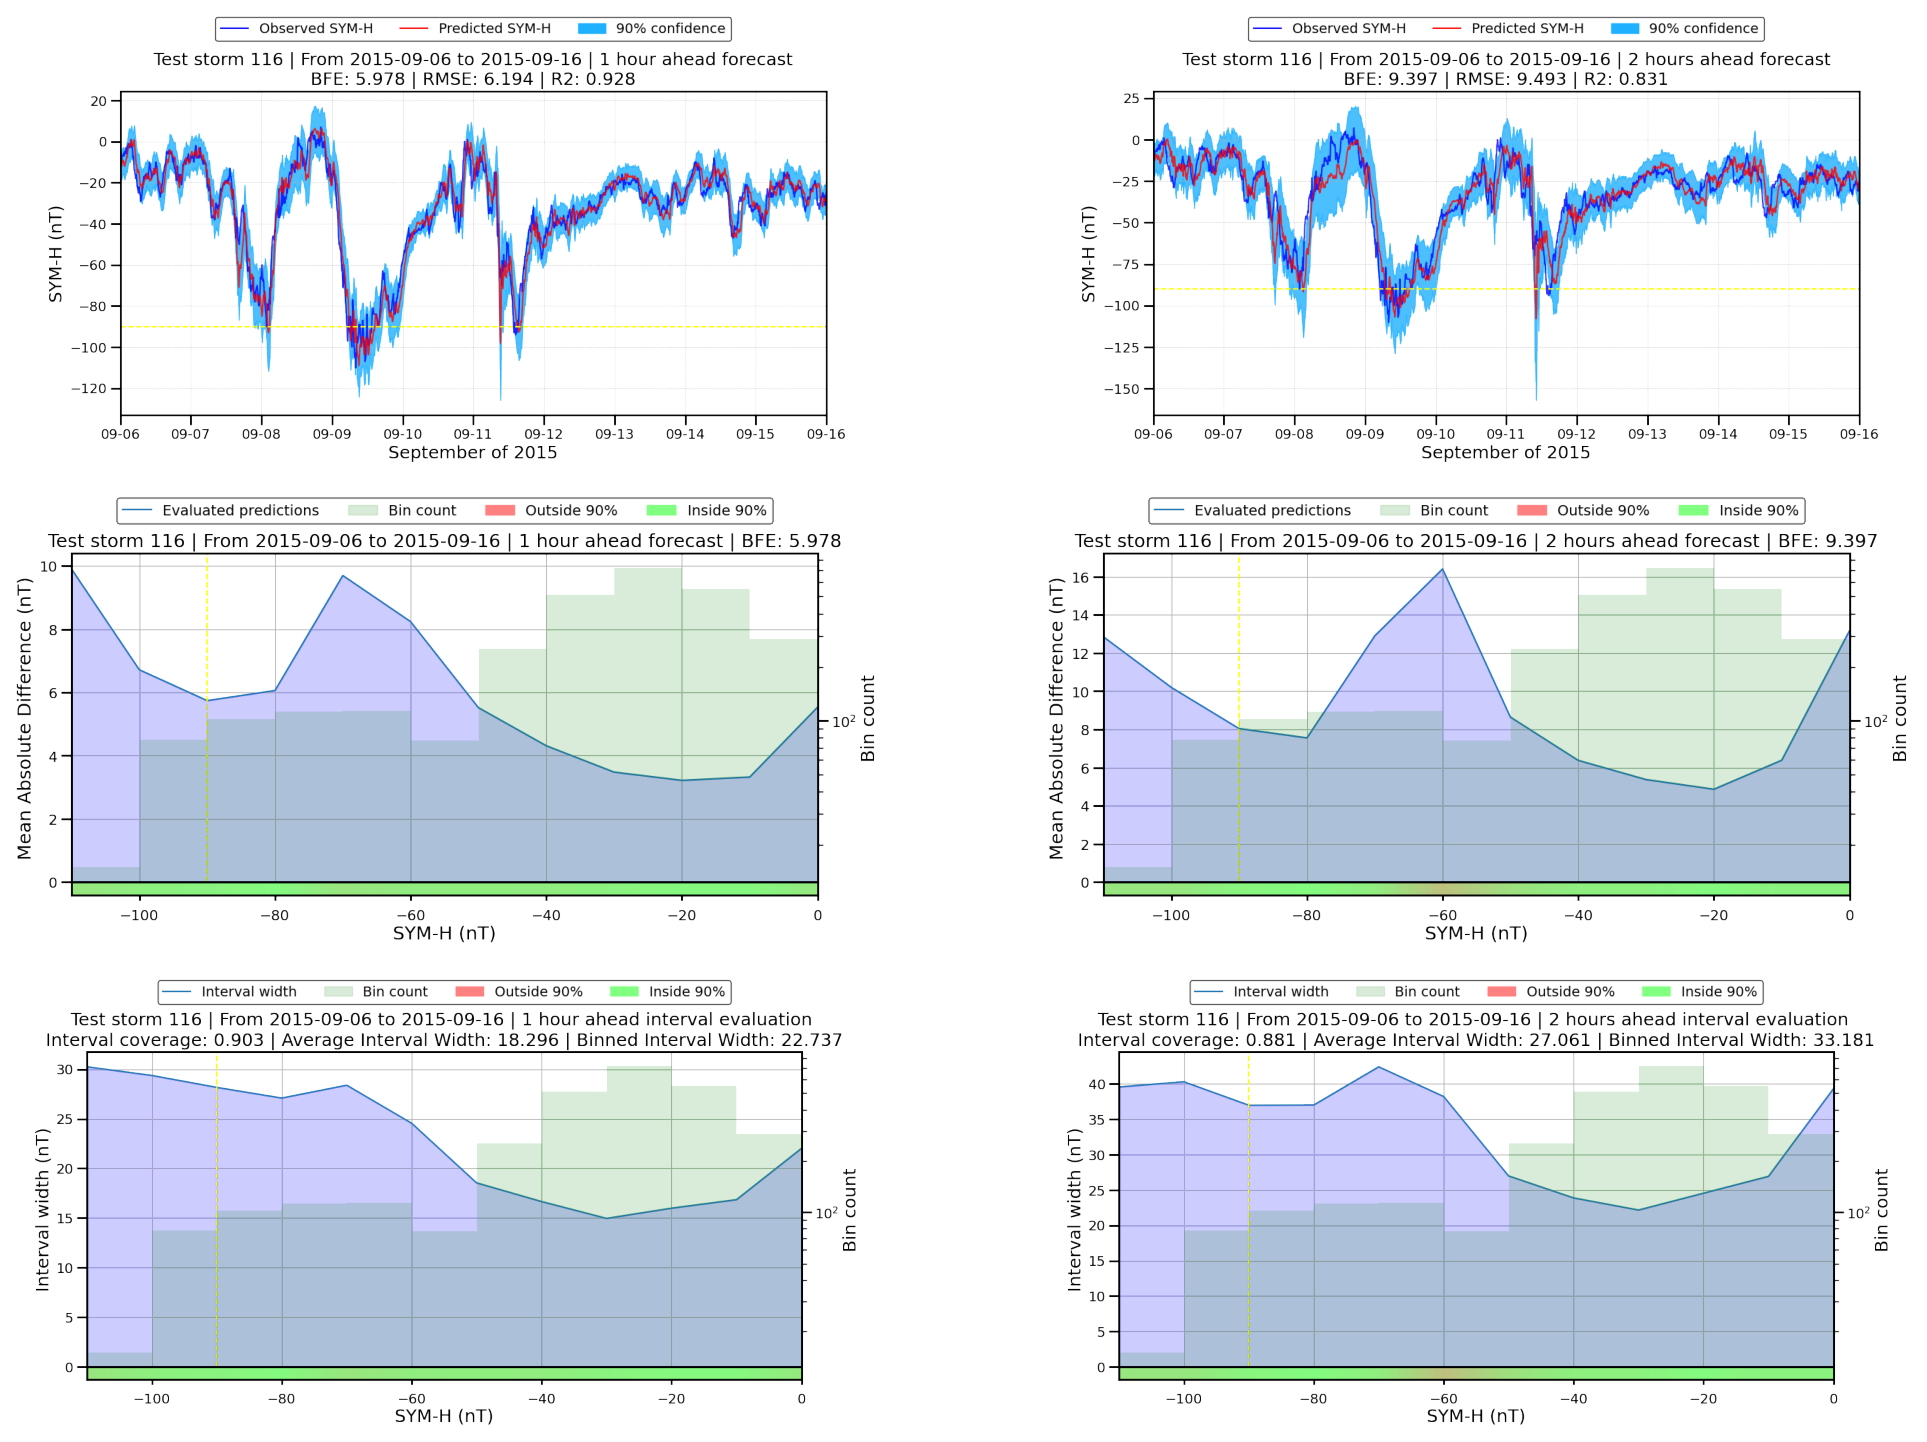 Observed SYM-H Predicted SYM-H 90% confidence
Test storm 116 | From 2015-09-06 to 2015-09-16 | 1 hour ahead forecast
BFE: 5.978 | RMSE: 6.194 | R2: 0.928
SYM-H (nT)
20
0
−20
−40
−60
−80
−100
−120
09-06 09-07 09-08 09-09 09-10 09-11 09-12 09-13 09-14 09-15 09-16
September of 2015
Observed SYM-H Predicted SYM-H 90% confidence
Test storm 116 | From 2015-09-06 to 2015-09-16 | 2 hours ahead forecast
BFE: 9.397 | RMSE: 9.493 | R2: 0.831
SYM-H (nT)
25
0
−25
−50
−75
−100
−125
−150
09-06 09-07 09-08 09-09 09-10 09-11 09-12 09-13 09-14 09-15 09-16
September of 2015
Evaluated predictions Bin count Outside 90% Inside 90%
Test storm 116 | From 2015-09-06 to 2015-09-16 | 1 hour ahead forecast | BFE: 5.978
Mean Absolute Difference (nT)
10
8
6
4
2
0
10²
Bin count
−100 −80 −60 −40 −20 0
SYM-H (nT)
Evaluated predictions Bin count Outside 90% Inside 90%
Test storm 116 | From 2015-09-06 to 2015-09-16 | 2 hours ahead forecast | BFE: 9.397
Mean Absolute Difference (nT)
16
14
12
10
8
6
4
2
0
10²
Bin count
−100 −80 −60 −40 −20 0
SYM-H (nT)
Interval width Bin count Outside 90% Inside 90%
Test storm 116 | From 2015-09-06 to 2015-09-16 | 1 hour ahead interval evaluation
Interval coverage: 0.903 | Average Interval Width: 18.296 | Binned Interval Width: 22.737
Interval width (nT)
30
25
20
15
10
5
0
10²
Bin count
−100 −80 −60 −40 −20 0
SYM-H (nT)
Interval width Bin count Outside 90% Inside 90%
Test storm 116 | From 2015-09-06 to 2015-09-16 | 2 hours ahead interval evaluation
Interval coverage: 0.881 | Average Interval Width: 27.061 | Binned Interval Width: 33.181
Interval width (nT)
40
35
30
25
20
15
10
5
0
10²
Bin count
−100 −80 −60 −40 −20 0
SYM-H (nT)